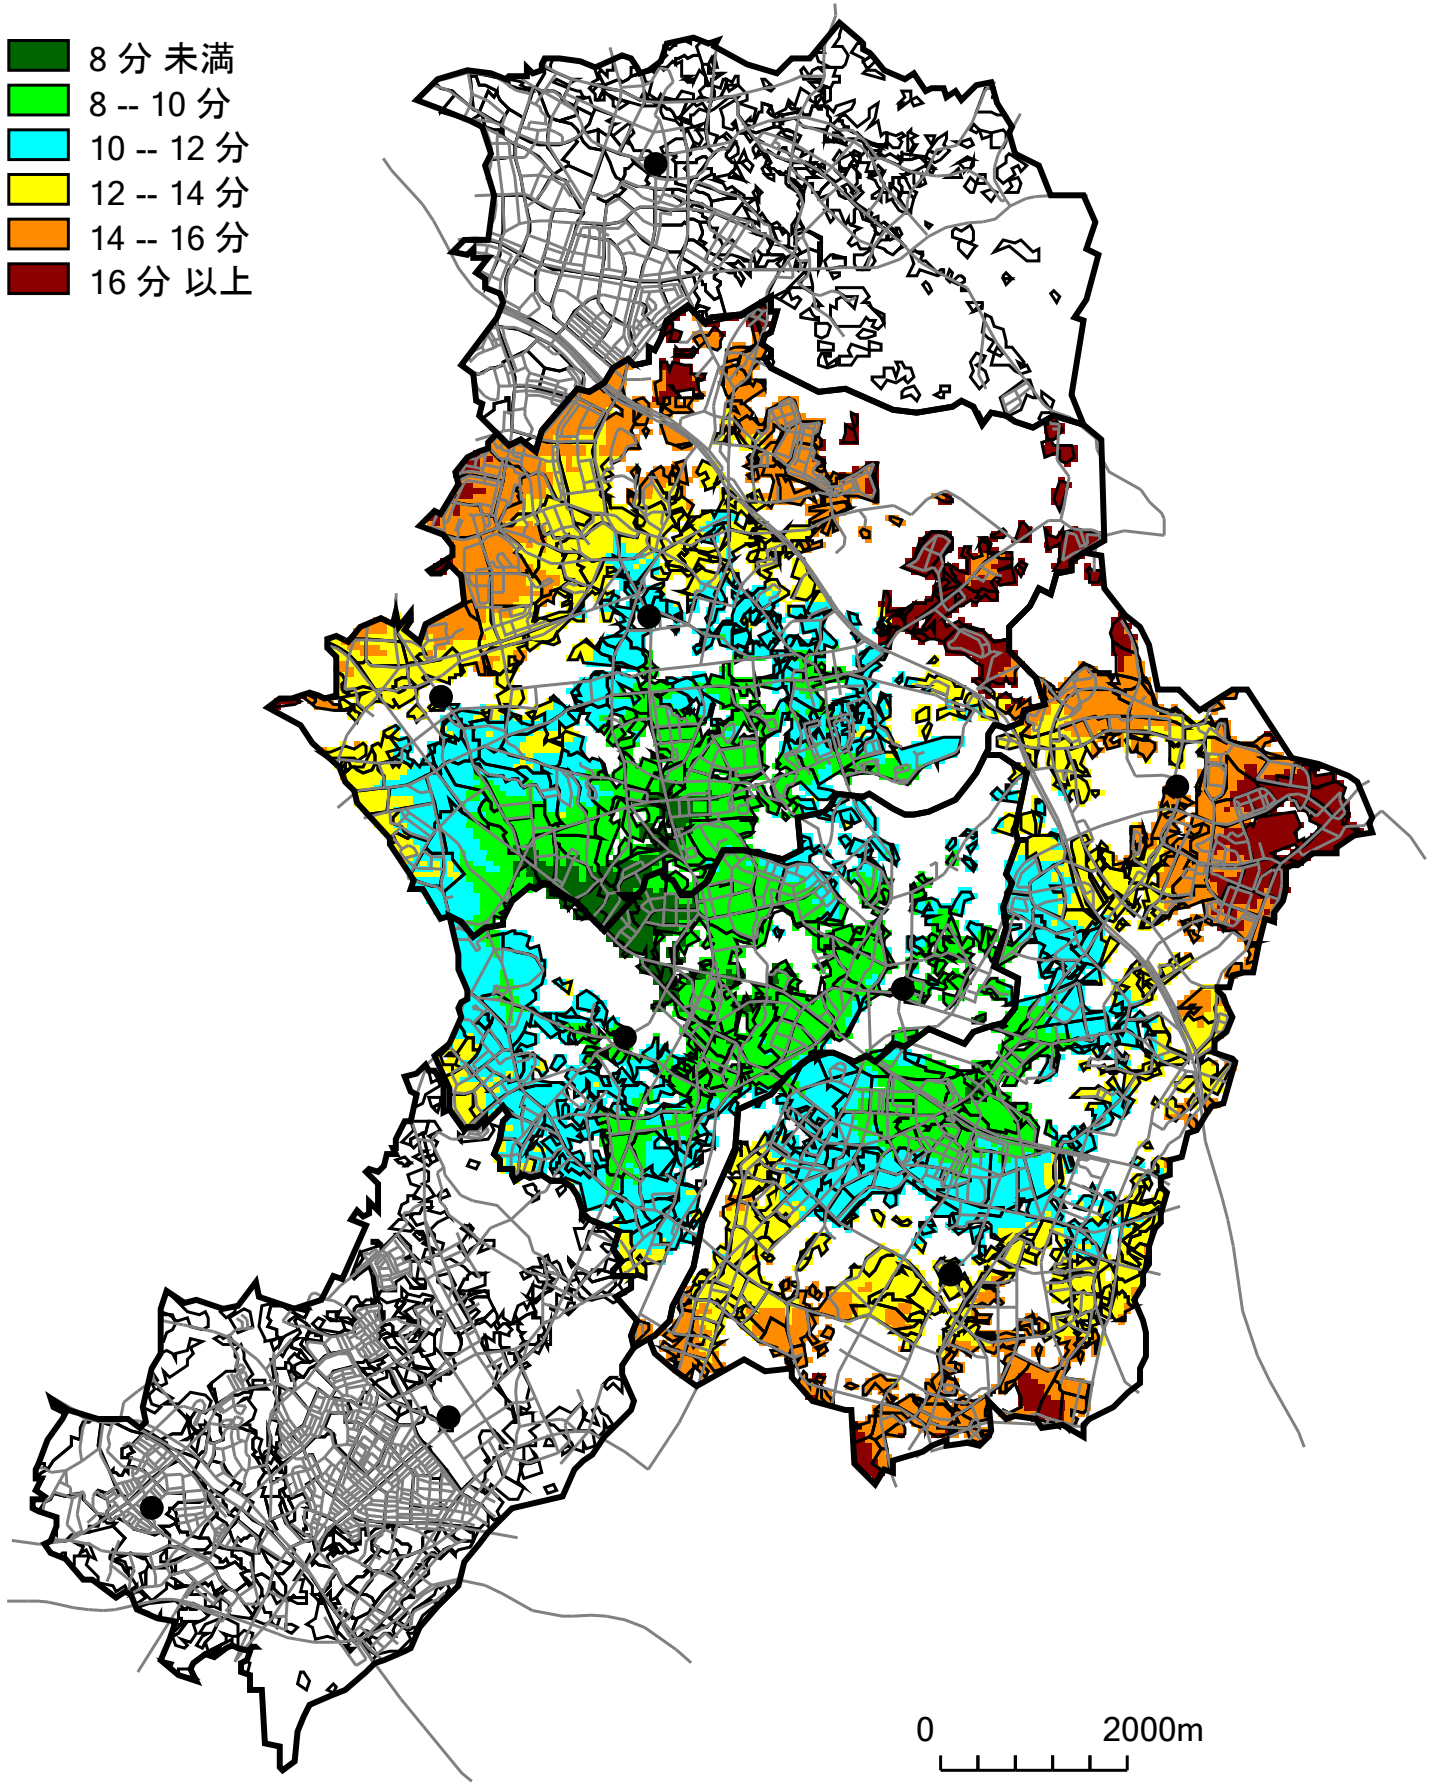 8 分 未満
8 -- 10 分
10 -- 12 分
12 -- 14 分
14 -- 16 分
16 分 以上
0 2000m